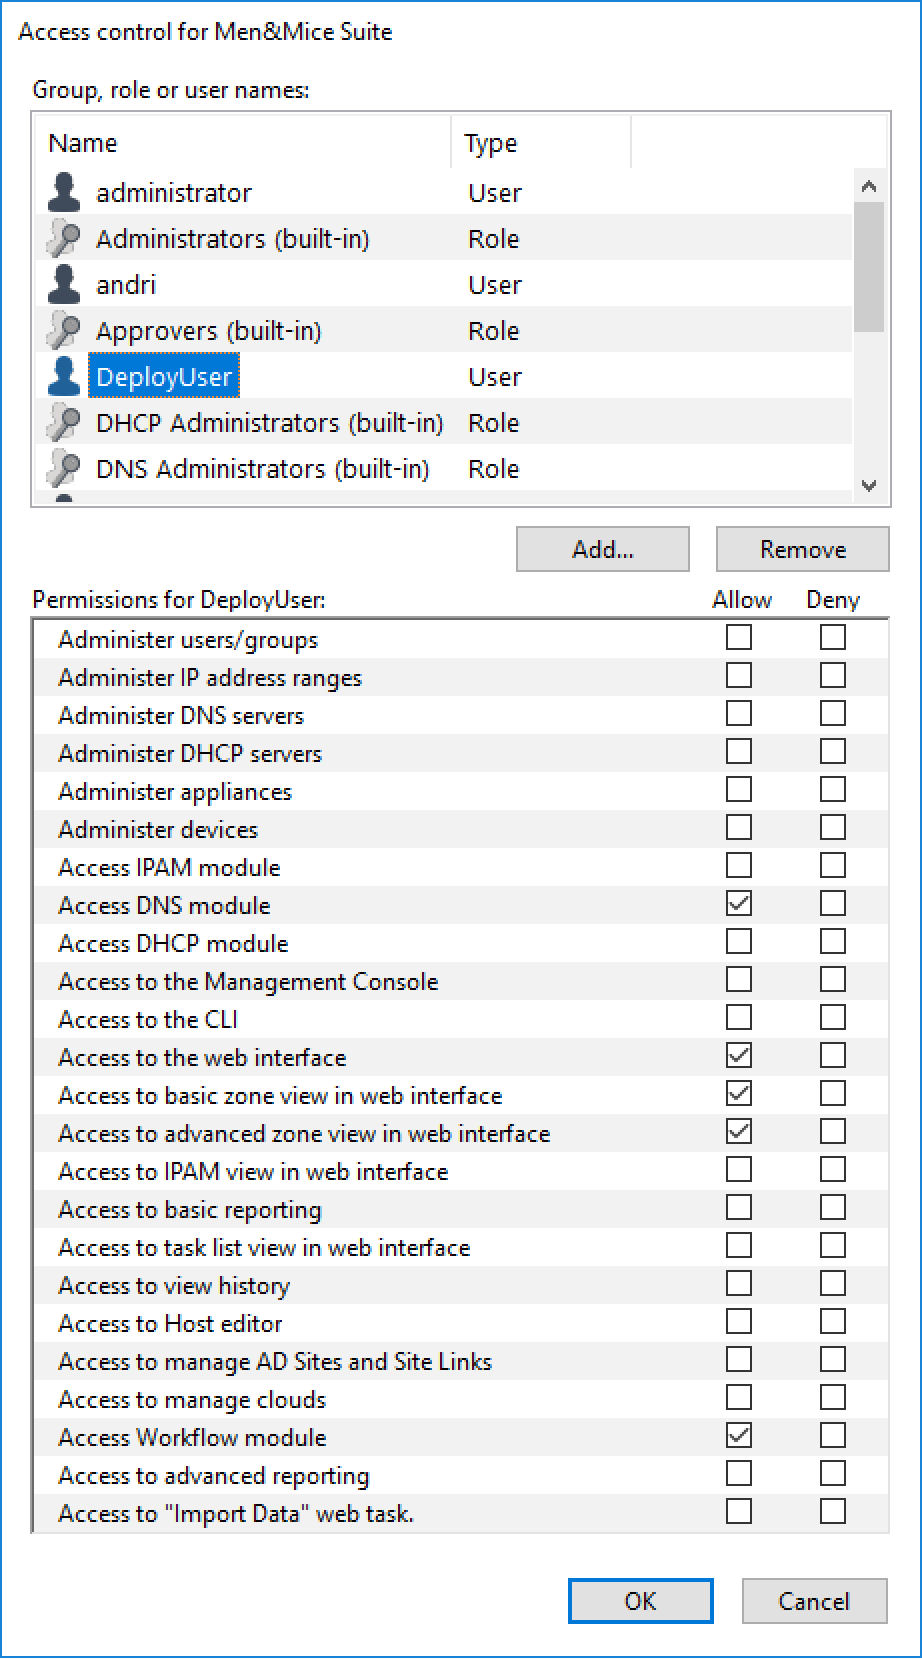 Access control for Men&Mice Suite
Group, role or user names:
Name Type
administrator User
Administrators (built-in) Role
andri User
Approvers (built-in) Role
DeployUser User
DHCP Administrators (built-in) Role
DNS Administrators (built-in) Role
Add... Remove
Permissions for DeployUser: Allow Deny
Administer users/groups
Administer IP address ranges
Administer DNS servers
Administer DHCP servers
Administer appliances
Administer devices
Access IPAM module
Access DNS module
Access DHCP module
Access to the Management Console
Access to the CLI
Access to the web interface
Access to basic zone view in web interface
Access to advanced zone view in web interface
Access to IPAM view in web interface
Access to basic reporting
Access to task list view in web interface
Access to view history
Access to Host editor
Access to manage AD Sites and Site Links
Access to manage clouds
Access Workflow module
Access to advanced reporting
Access to "Import Data" web task.
OK Cancel